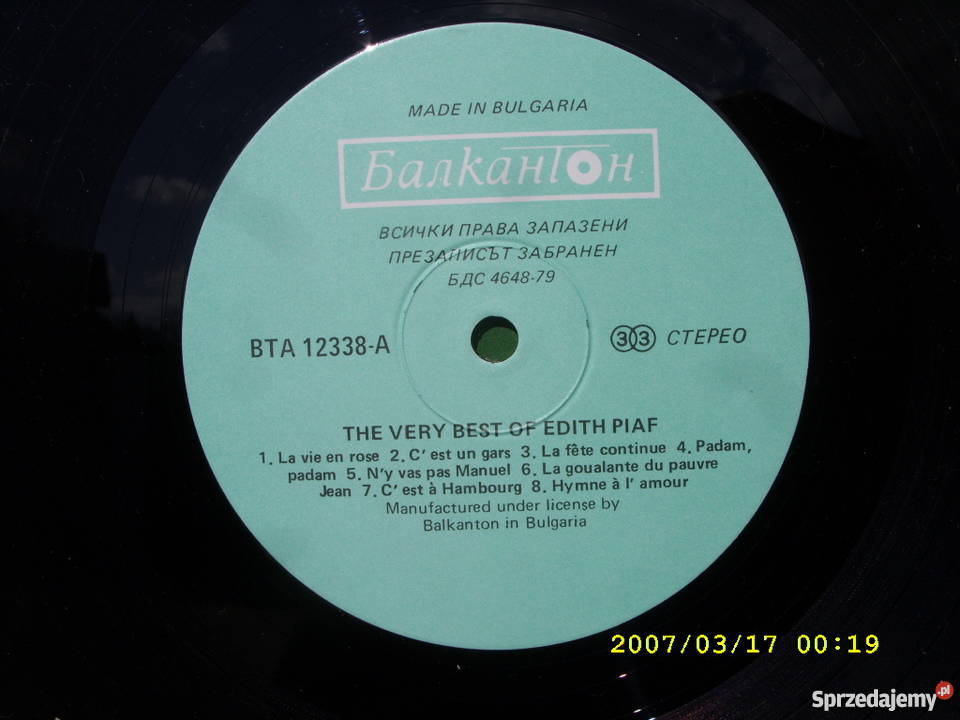 MADE IN BULGARIA
Балкантон
ВСИЧКИ ПРАВА ЗАПАЗЕНИ
ПРЕЗАПИСЪТ ЗАБРАНЕН
БДС 4648-79
ВТА 12338-А
33 СТЕРЕО
THE VERY BEST OF EDITH PIAF
1. La vie en rose 2. C' est un gars 3. La fête continue 4. Padam,
padam 5. N'y vas pas Manuel 6. La goualante du pauvre
Jean 7. C' est à Hambourg 8. Hymne à l' amour
Manufactured under license by
Balkanton in Bulgaria
2007/03/17 00:19
Sprzedajemy.pl